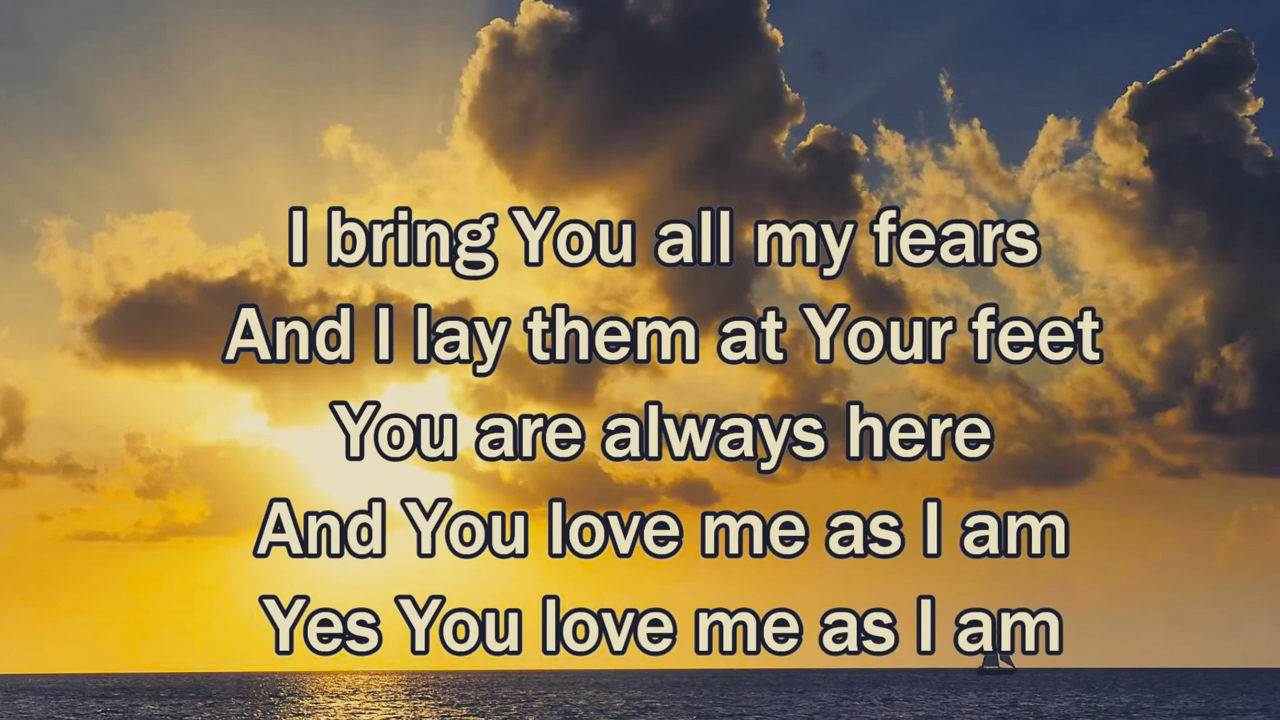 I bring You all my fears
And I lay them at Your feet
You are always here
And You love me as I am
Yes You love me as I am